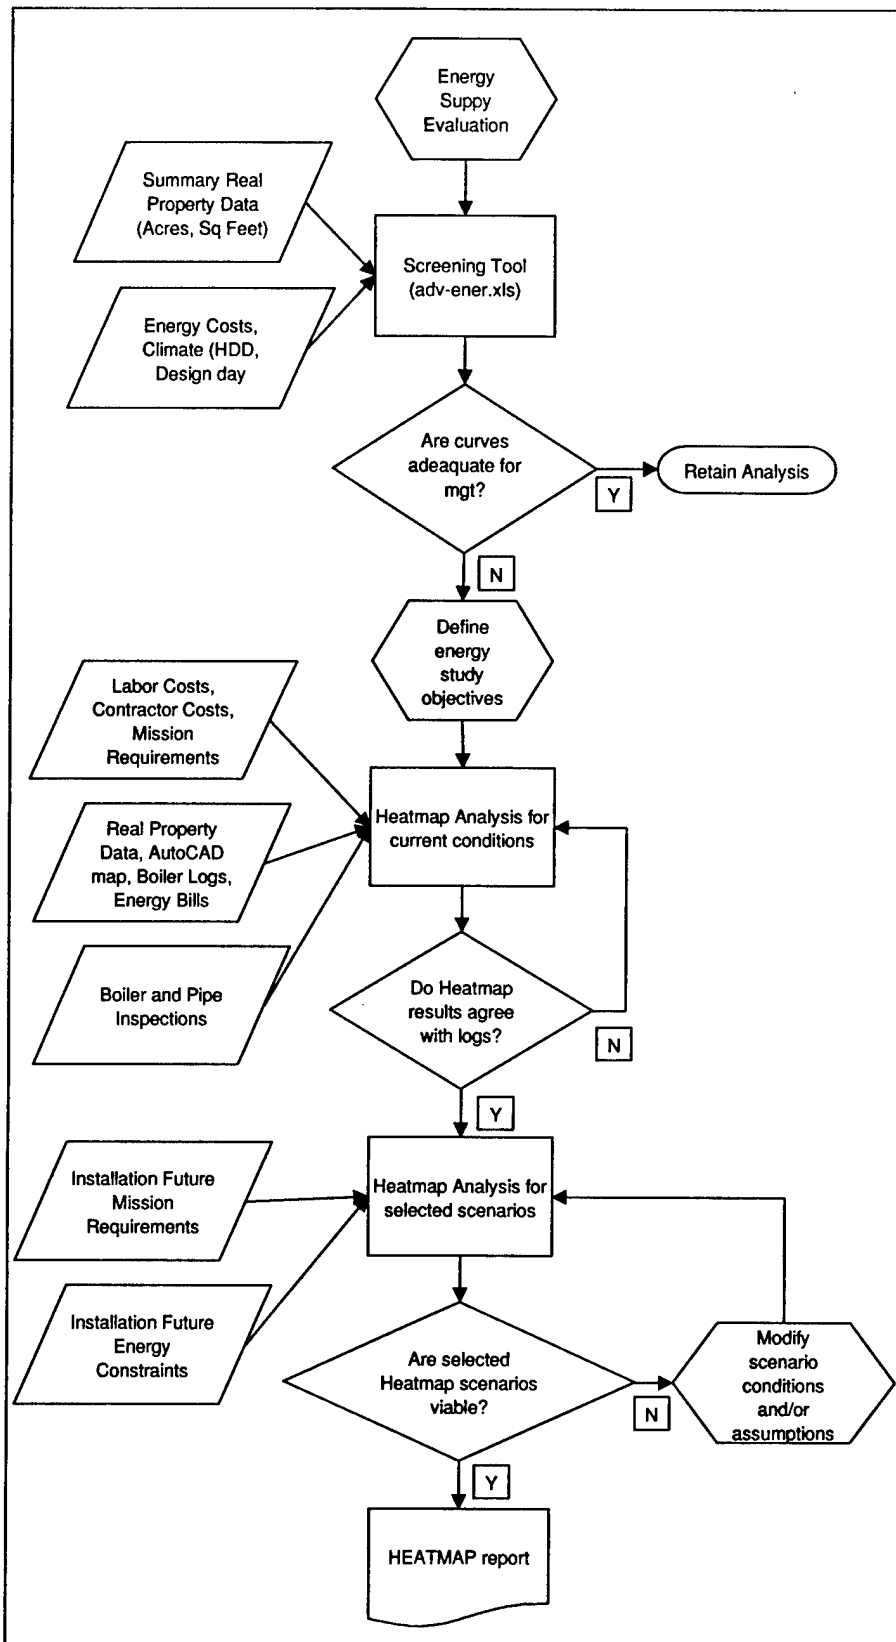 Energy
Suppy
Evaluation
Summary Real
Property Data
(Acres, Sq Feet)
Screening Tool
(adv-ener.xls)
Energy Costs,
Climate (HDD,
Design day
Are curves
adeaquate for
mgt?
Y
Retain Analysis
N
Define
energy
study
objectives
Labor Costs,
Contractor Costs,
Mission
Requirements
Heatmap Analysis for
current conditions
Real Property
Data, AutoCAD
map, Boiler Logs,
Energy Bills
Boiler and Pipe
Inspections
Do Heatmap
results agree
with logs?
N
Y
Installation Future
Mission
Requirements
Heatmap Analysis for
selected scenarios
Installation Future
Energy
Constraints
Are selected
Heatmap scenarios
viable?
N
Modify
scenario
conditions
and/or
assumptions
Y
HEATMAP report